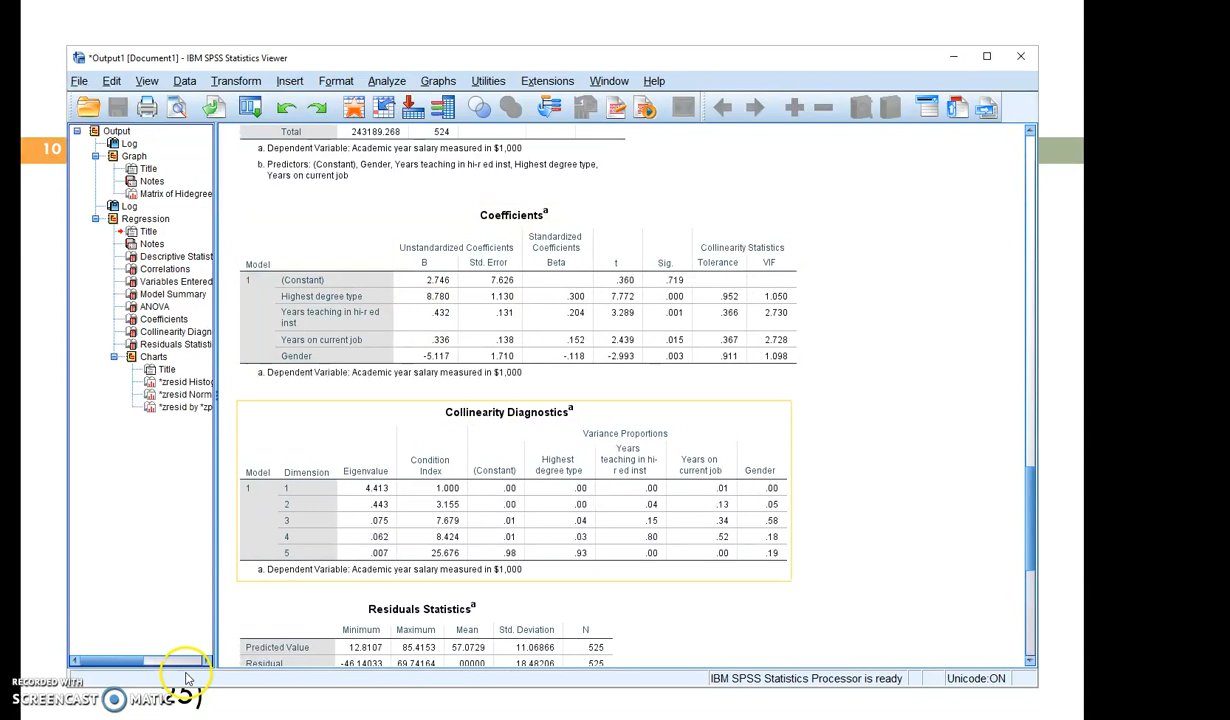 *Output1 [Document1] - IBM SPSS Statistics Viewer
File Edit View Data Transform Insert Format Analyze Graphs Utilities Extensions Window Help
10
Output
Log
Graph
Title
Notes
Matrix of Hidegree
Log
Regression
Title
Notes
Descriptive Statist
Correlations
Variables Entered
Model Summary
ANOVA
Coefficients
Collinearity Diagn
Residuals Statisti
Charts
Title
*zresid Histog
*zresid Norm
*zresid by *zp
Total 243189.268 524
a. Dependent Variable: Academic year salary measured in $1,000
b. Predictors: (Constant), Gender, Years teaching in hi-r ed inst, Highest degree type,
Years on current job
Coefficientsa
Unstandardized Coefficients Standardized Coefficients Collinearity Statistics
Model B Std. Error Beta t Sig. Tolerance VIF
1 (Constant) 2.746 7.626 .360 .719
Highest degree type 8.780 1.130 .300 7.772 .000 .952 1.050
Years teaching in hi-r ed inst .432 .131 .204 3.289 .001 .366 2.730
Years on current job .336 .138 .152 2.439 .015 .367 2.728
Gender -5.117 1.710 -.118 -2.993 .003 .911 1.098
a. Dependent Variable: Academic year salary measured in $1,000
Collinearity Diagnosticsa
Variance Proportions
Model Dimension Eigenvalue Condition Index (Constant) Highest degree type Years teaching in hi-r ed inst Years on current job Gender
1 1 4.413 1.000 .00 .00 .00 .01 .00
2 .443 3.155 .00 .00 .04 .13 .05
3 .075 7.679 .01 .04 .15 .34 .58
4 .062 8.424 .01 .03 .80 .52 .18
5 .007 25.676 .98 .93 .00 .00 .19
a. Dependent Variable: Academic year salary measured in $1,000
Residuals Statisticsa
Minimum Maximum Mean Std. Deviation N
Predicted Value 12.8107 85.4153 57.0729 11.06866 525
Residual -46.14033 69.74164 .00000 18.48206 525
IBM SPSS Statistics Processor is ready Unicode:ON
RECORDED WITH
SCREENCAST MATIC